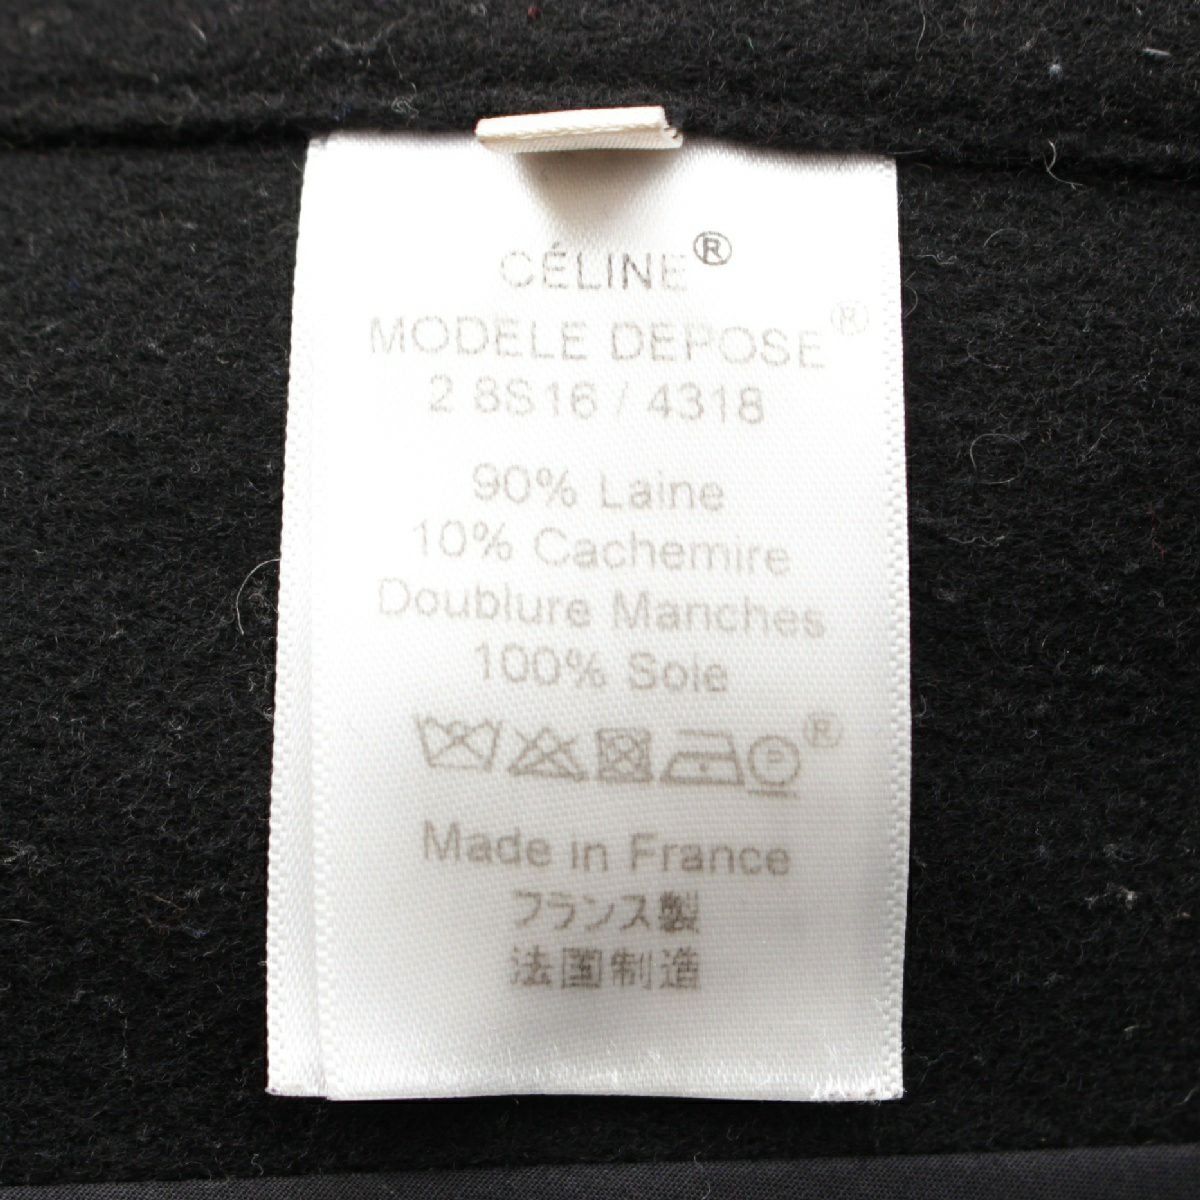 CÉLINE®
MODELE DEPOSE®
2 8S16 / 4318
90% Laine
10% Cachemire
Doublure Manches
100% Soie
P ®
Made in France
フランス製
法国制造